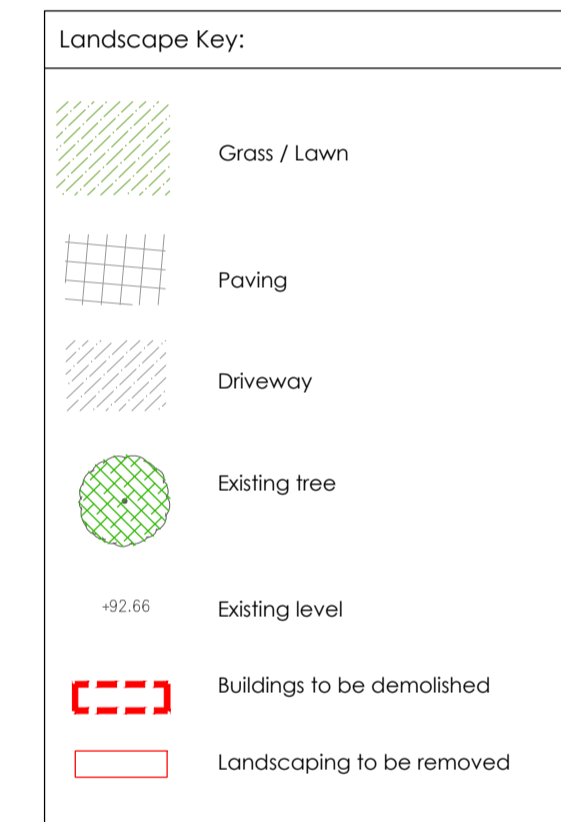 Landscape Key:
Grass / Lawn
Paving
Driveway
Existing tree
+92.66 Existing level
Buildings to be demolished
Landscaping to be removed